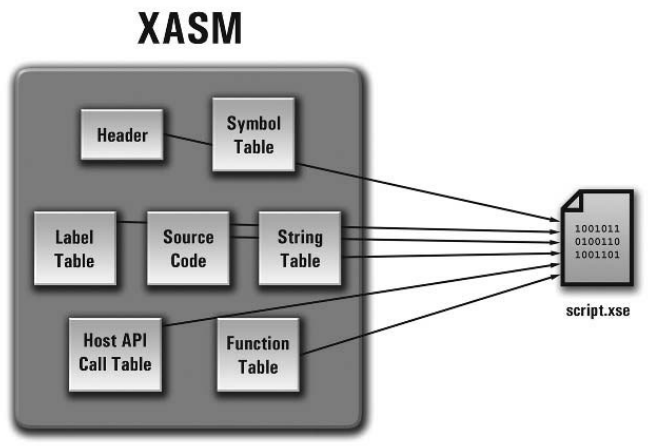 XASM
Header
Symbol
Table
Label
Table
Source
Code
String
Table
Host API
Call Table
Function
Table
1001011
0100110
1001101
script.xse